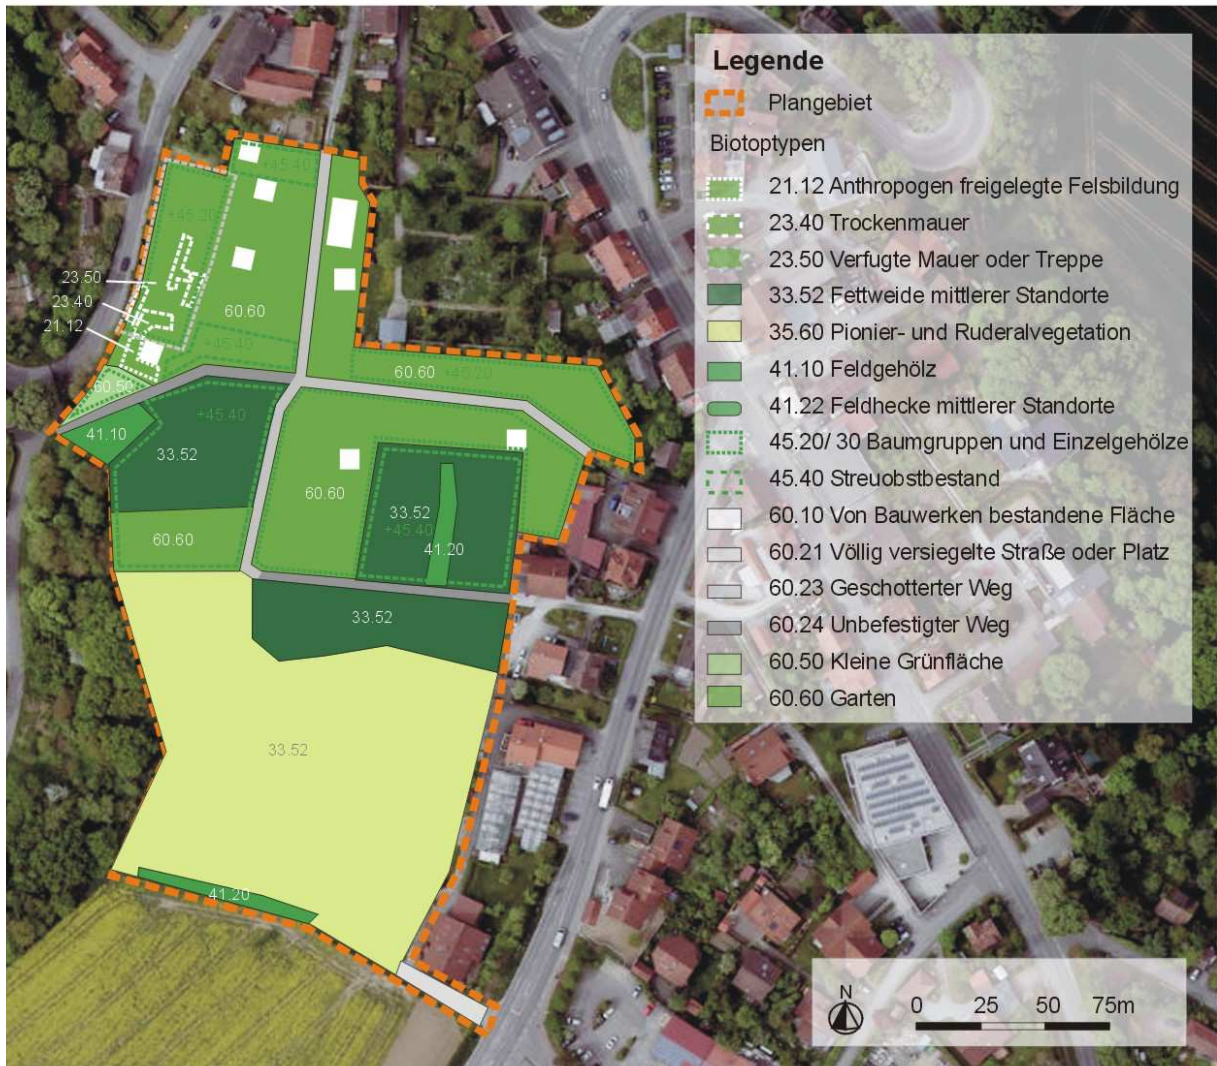 Legende
Plangebiet
Biotoptypen
21.12 Anthropogen freigelegte Felsbildung
23.40 Trockenmauer
23.50 Verfugte Mauer oder Treppe
33.52 Fettweide mittlerer Standorte
35.60 Pionier- und Ruderalvegetation
41.10 Feldgehölz
41.22 Feldhecke mittlerer Standorte
45.20/ 30 Baumgruppen und Einzelgehölze
45.40 Streuobstbestand
60.10 Von Bauwerken bestandene Fläche
60.21 Völlig versiegelte Straße oder Platz
60.23 Geschotterter Weg
60.24 Unbefestigter Weg
60.50 Kleine Grünfläche
60.60 Garten
+45.40
+45.20
23.50
23.40
21.12
60.60
+45.40
60.50
60.60 +45.20
+45.40
41.10
33.52
60.60
33.52
+45.40
41.20
60.60
33.52
33.52
41.20
N
0 25 50 75m